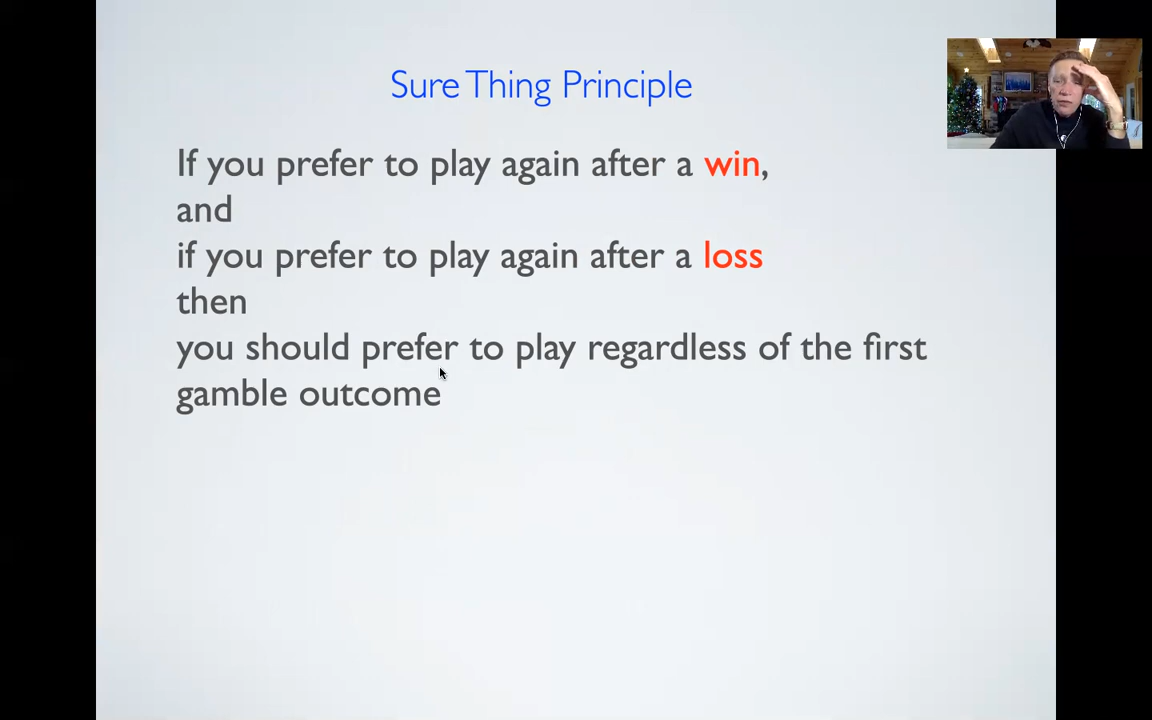 Sure Thing Principle
If you prefer to play again after a win,
and
if you prefer to play again after a loss
then
you should prefer to play regardless of the first
gamble outcome